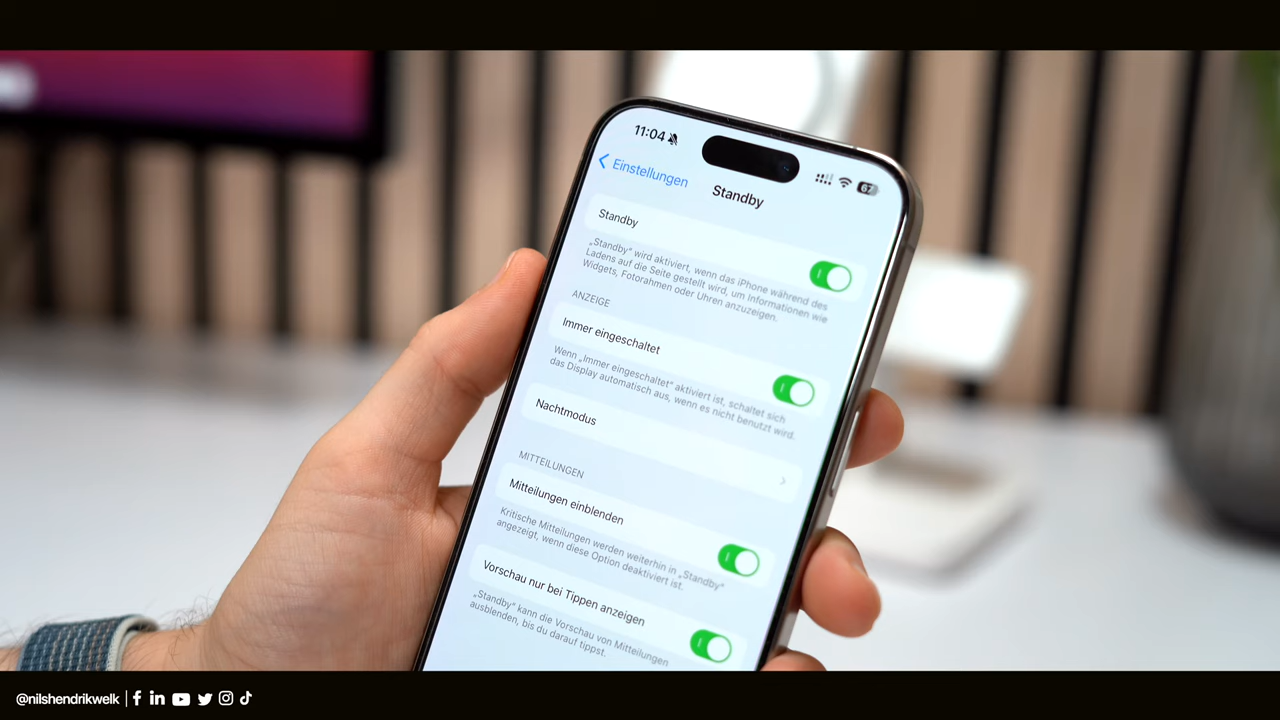 11:04
67
Einstellungen
Standby
Standby
„Standby“ wird aktiviert, wenn das iPhone während des
Ladens auf die Seite gestellt wird, um Informationen wie
Widgets, Fotorahmen oder Uhren anzuzeigen.
ANZEIGE
Immer eingeschaltet
Wenn „Immer eingeschaltet“ aktiviert ist, schaltet sich
das Display automatisch aus, wenn es nicht benutzt wird.
Nachtmodus
MITTEILUNGEN
Mitteilungen einblenden
Kritische Mitteilungen werden weiterhin in „Standby“
angezeigt, wenn diese Option deaktiviert ist.
Vorschau nur bei Tippen anzeigen
„Standby“ kann die Vorschau von Mitteilungen
ausblenden, bis du darauf tippst.
@nilshendrikwelk